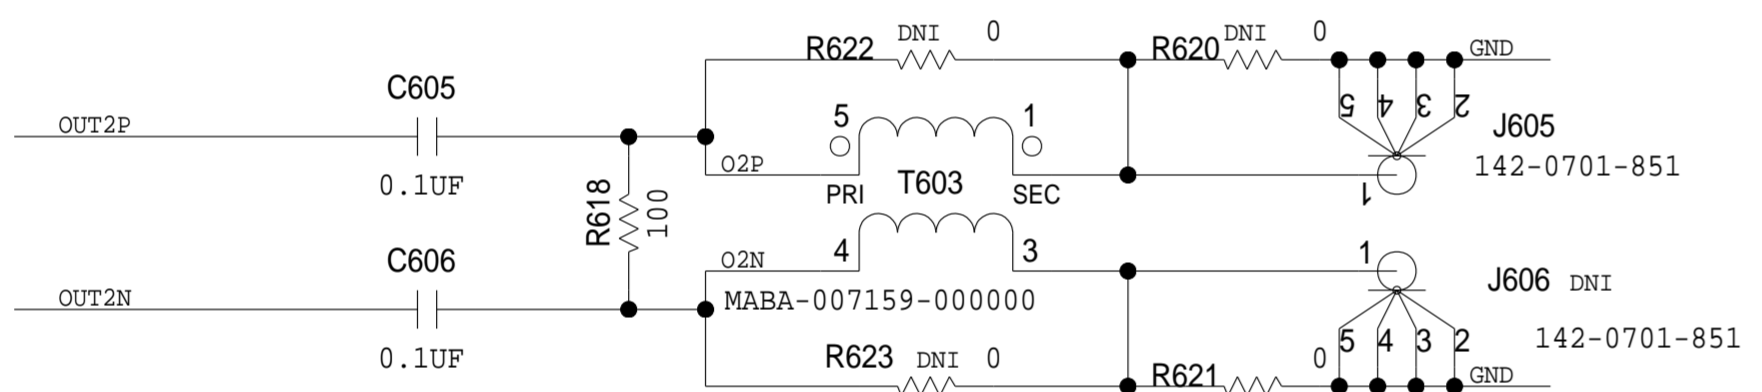 R622 DNI 0 R620 DNI 0 GND
C605 5 4 3 2
OUT2P 5 1 J605
O2P 142-0701-851
0.1UF R618 100 PRI T603 SEC 1
C606 O2N 4 3 1 J606 DNI
OUT2N MABA-007159-000000
0.1UF R623 DNI 0 R621 0 5 4 3 2 142-0701-851
GND